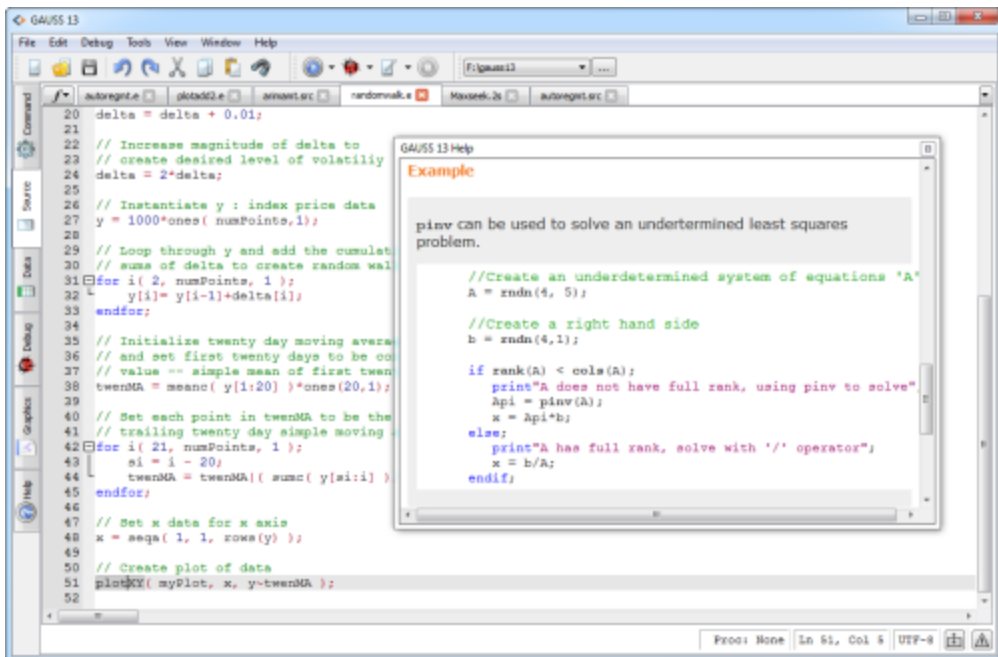 GAUSS 13
File Edit Debug Tools View Window Help
F:\gauss13
Command
Source
Data
Debug
Graphics
Help
autoregmt.e plotadd2.e arimamt.src randomwalk.e Maxseek.2s autoregmt.src
20 delta = delta + 0.01;
21
22 // Increase magnitude of delta to
23 // create desired level of volatiliy
24 delta = 2*delta;
25
26 // Instantiate y : index price data
27 y = 1000*ones( numPoints,1);
28
29 // Loop through y and add the cumulat
30 // sums of delta to create random wal
31 for i( 2, numPoints, 1 );
32 y[i]= y[i-1]+delta[i];
33 endfor;
34
35 // Initialize twenty day moving avera
36 // and set first twenty days to be co
37 // value -- simple mean of first twen
38 twenMA = meanc( y[1:20] )*ones(20,1);
39
40 // Set each point in twenMA to be the
41 // trailing twenty day simple moving
42 for i( 21, numPoints, 1 );
43 si = i - 20;
44 twenMA = twenMA|( sumc( y[si:i] )
45 endfor;
46
47 // Set x data for x axis
48 x = seqa( 1, 1, rows(y) );
49
50 // Create plot of data
51 plotXY( myPlot, x, y~twenMA );
52
GAUSS 13 Help
Example
pinv can be used to solve an undertermined least squares
problem.
//Create an underdetermined system of equations 'A'
A = rndn(4, 5);
//Create a right hand side
b = rndn(4,1);
if rank(A) < cols(A);
print"A does not have full rank, using pinv to solve"
Api = pinv(A);
x = Api*b;
else;
print"A has full rank, solve with '/' operator";
x = b/A;
endif;
Proc: None Ln 51, Col 5 UTF-8